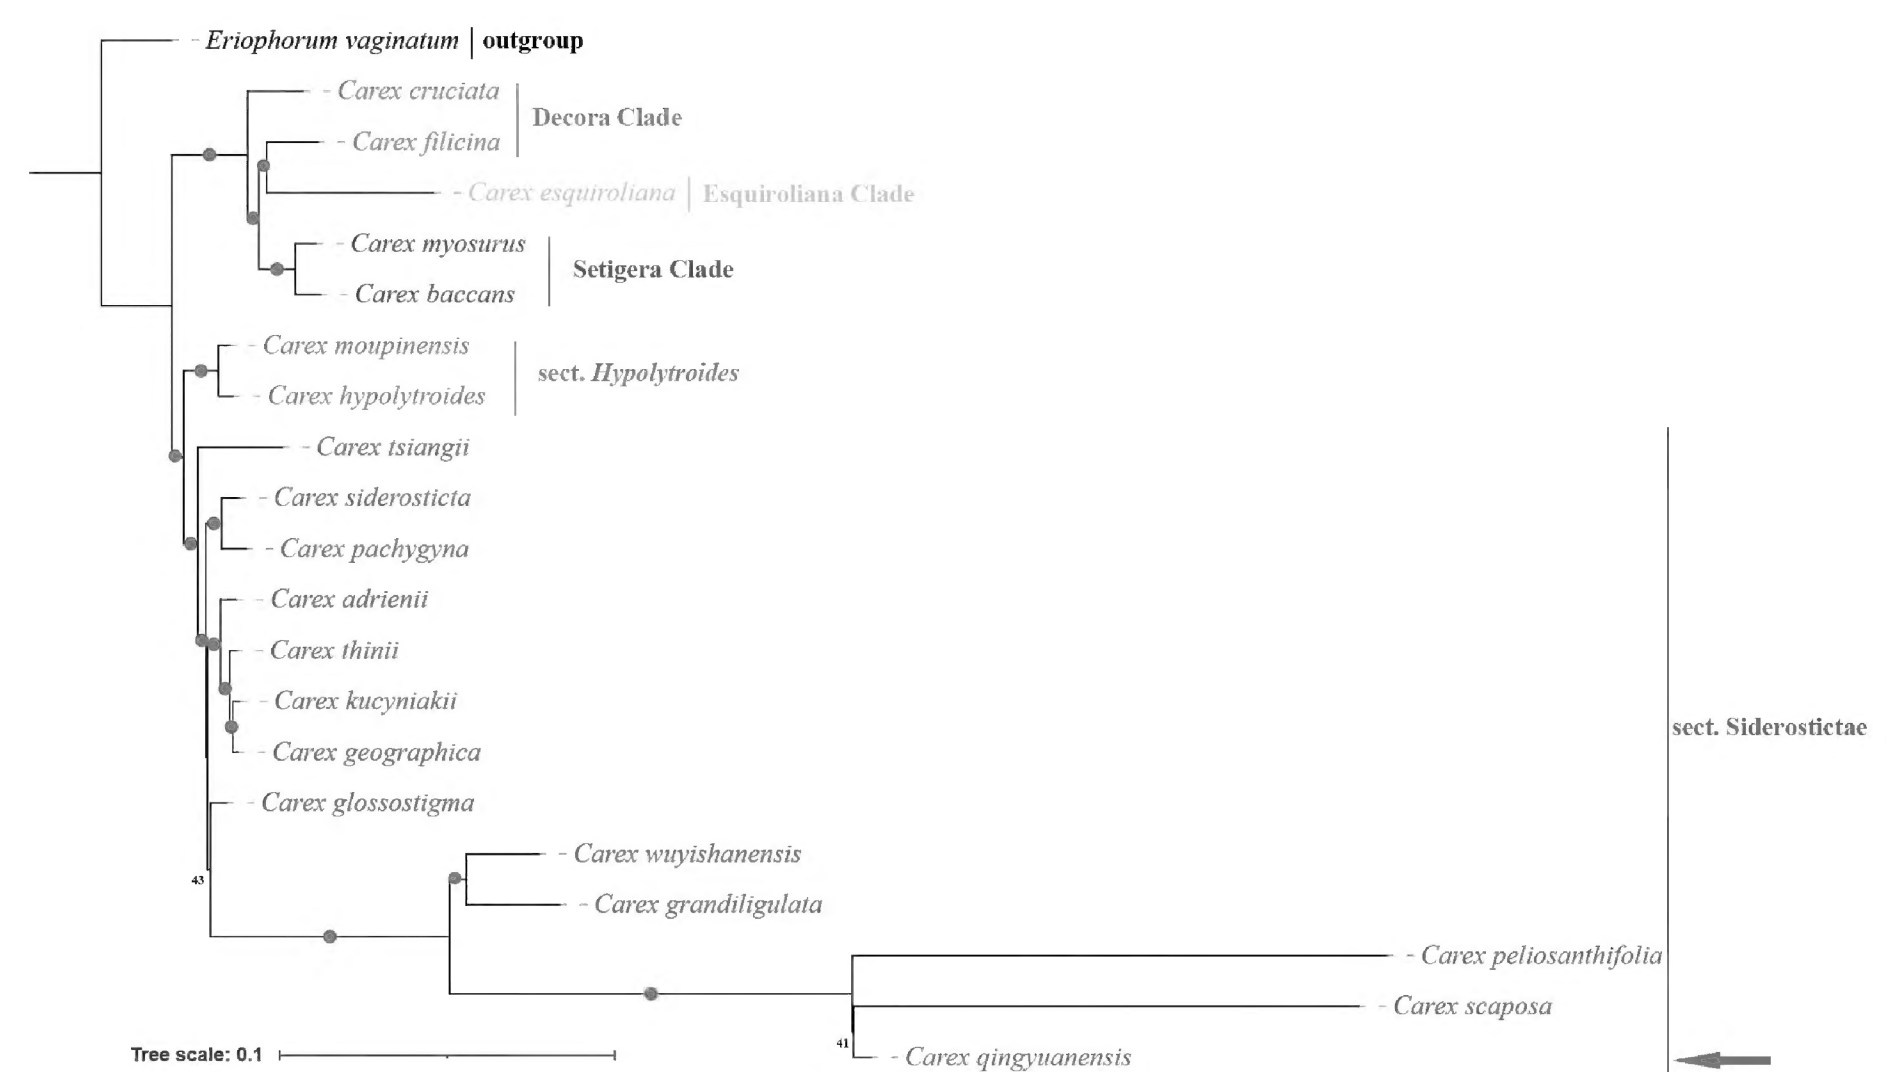 Eriophorum vaginatum | outgroup
Carex cruciata
Decora Clade
Carex filicina
Carex esquiroliana | Esquiroliana Clade
Carex myosurus
Setigera Clade
Carex baccans
Carex moupinensis
sect. Hypolytroides
Carex hypolytroides
Carex tsiangii
Carex siderosticta
Carex pachygyna
Carex adrienii
Carex thinii
Carex kucyniakii
sect. Siderostictae
Carex geographica
Carex glossostigma
Carex wuyishanensis
43
Carex grandiligulata
Carex peliosanthifolia
Carex scaposa
41
Tree scale: 0.1
Carex qingyuanensis